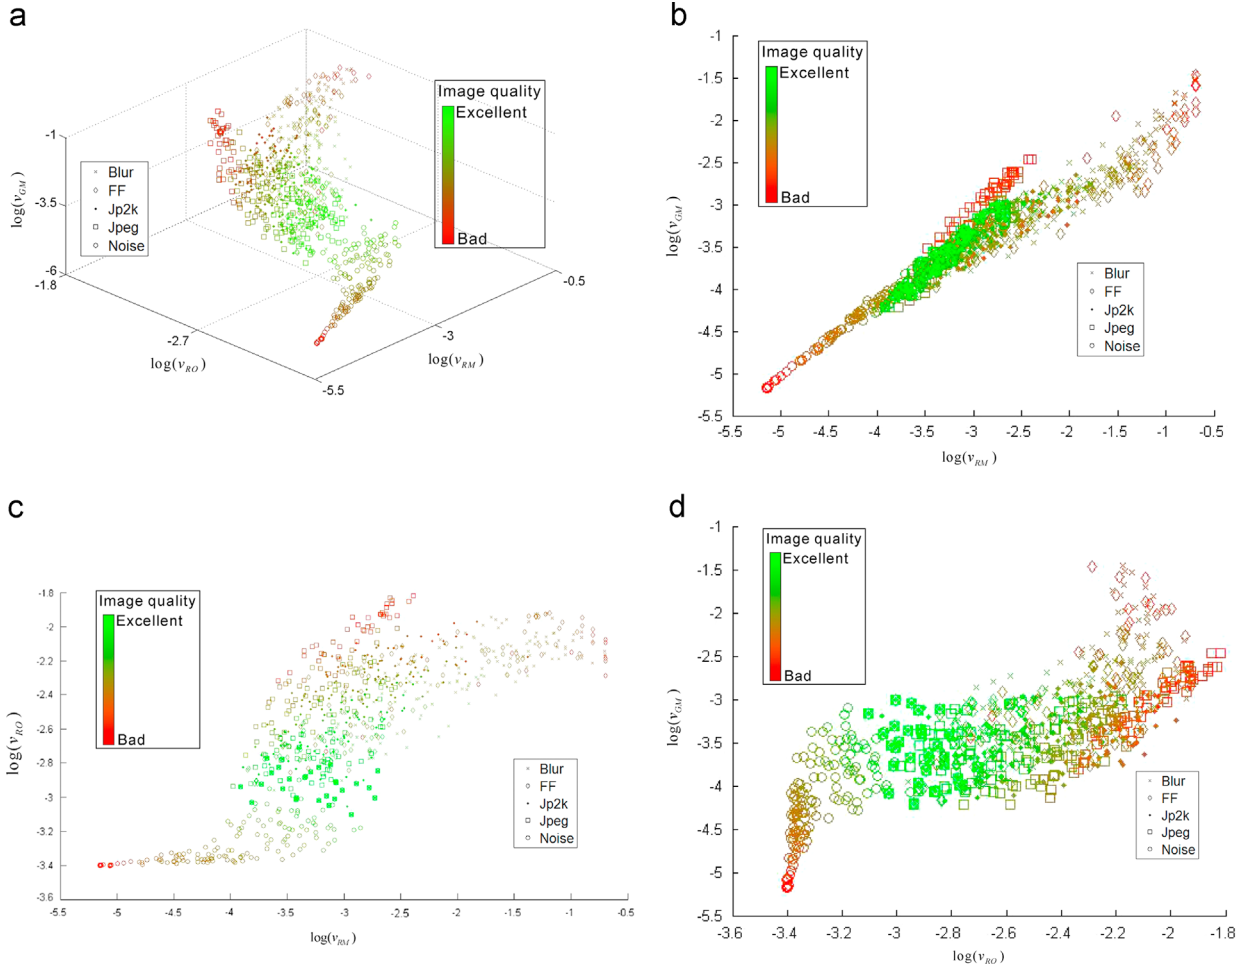 a
Image quality
Excellent
Bad
-1
-3.5
-6
-1.8
log(v_GM)
× Blur
◇ FF
• Jp2k
□ Jpeg
○ Noise
-2.7
log(v_RO)
-5.5
-3
log(v_RM)
-0.5
b
Image quality
Excellent
Bad
-1
-1.5
-2
-2.5
-3
-3.5
-4
-4.5
-5
-5.5
log(v_GM)
× Blur
◇ FF
• Jp2k
□ Jpeg
○ Noise
-5.5 -5 -4.5 -4 -3.5 -3 -2.5 -2 -1.5 -1 -0.5
log(v_RM)
c
Image quality
Excellent
Bad
-1.8
-2
-2.2
-2.4
-2.6
-2.8
-3
-3.2
-3.4
-3.6
log(v_RO)
× Blur
◇ FF
• Jp2k
□ Jpeg
○ Noise
-5.5 -5 -4.5 -4 -3.5 -3 -2.5 -2 -1.5 -1 -0.5
log(v_RM)
d
Image quality
Excellent
Bad
-1
-1.5
-2
-2.5
-3
-3.5
-4
-4.5
-5
-5.5
log(v_GM)
× Blur
◇ FF
• Jp2k
□ Jpeg
○ Noise
-3.6 -3.4 -3.2 -3 -2.8 -2.6 -2.4 -2.2 -2 -1.8
log(v_RO)